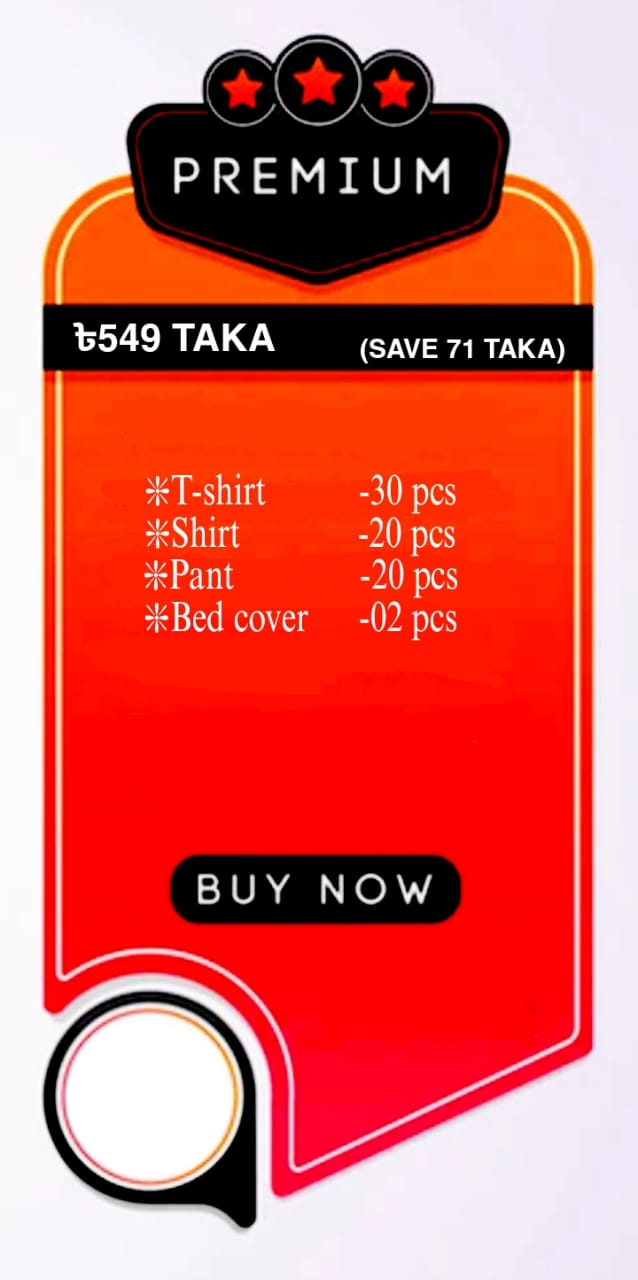 PREMIUM
৳549 TAKA (SAVE 71 TAKA)
❊T-shirt -30 pcs
❊Shirt -20 pcs
❊Pant -20 pcs
❊Bed cover -02 pcs
BUY NOW